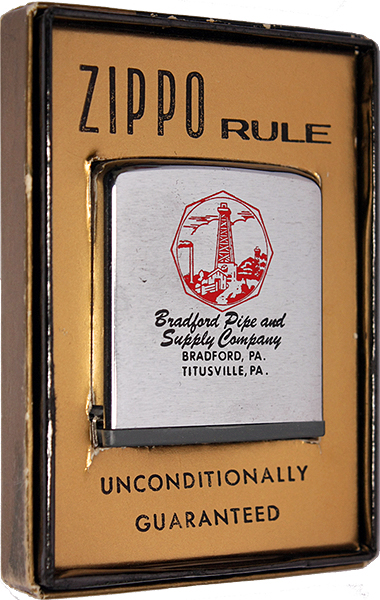 ZIPPO RULE
Bradford Pipe and
Supply Company
BRADFORD, PA.
TITUSVILLE, PA.
UNCONDITIONALLY
GUARANTEED